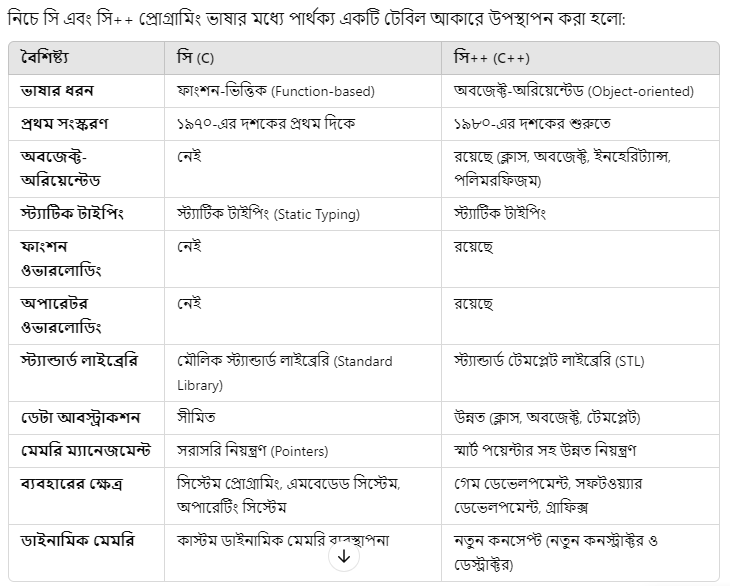 নিচে সি এবং সি++ প্রোগ্রামিং ভাষার মধ্যে পার্থক্য একটি টেবিল আকারে উপস্থাপন করা হলো:
বৈশিষ্ট্য সি (C) সি++ (C++)
ভাষার ধরন ফাংশন-ভিত্তিক (Function-based) অবজেক্ট-অরিয়েন্টেড (Object-oriented)
প্রথম সংস্করণ ১৯৭০-এর দশকের প্রথম দিকে ১৯৮০-এর দশকের শুরুতে
অবজেক্ট- নেই রয়েছে (ক্লাস, অবজেক্ট, ইনহেরিট্যান্স,
অরিয়েন্টেড পলিমরফিজম)
স্ট্যাটিক টাইপিং স্ট্যাটিক টাইপিং (Static Typing) স্ট্যাটিক টাইপিং
ফাংশন নেই রয়েছে
ওভারলোডিং
অপারেটর নেই রয়েছে
ওভারলোডিং
স্ট্যান্ডার্ড লাইব্রেরি মৌলিক স্ট্যান্ডার্ড লাইব্রেরি (Standard স্ট্যান্ডার্ড টেমপ্লেট লাইব্রেরি (STL)
Library)
ডেটা আবস্ট্রাকশন সীমিত উন্নত (ক্লাস, অবজেক্ট, টেমপ্লেট)
মেমরি ম্যানেজমেন্ট সরাসরি নিয়ন্ত্রণ (Pointers) স্মার্ট পয়েন্টার সহ উন্নত নিয়ন্ত্রণ
ব্যবহারের ক্ষেত্র সিস্টেম প্রোগ্রামিং, এমবেডেড সিস্টেম, গেম ডেভেলপমেন্ট, সফটওয়্যার
অপারেটিং সিস্টেম ডেভেলপমেন্ট, গ্রাফিক্স
ডাইনামিক মেমরি কাস্টম ডাইনামিক মেমরি ব্যবস্থাপনা নতুন কনসেপ্ট (নতুন কনস্ট্রাক্টর ও
ডেস্ট্রাক্টর)